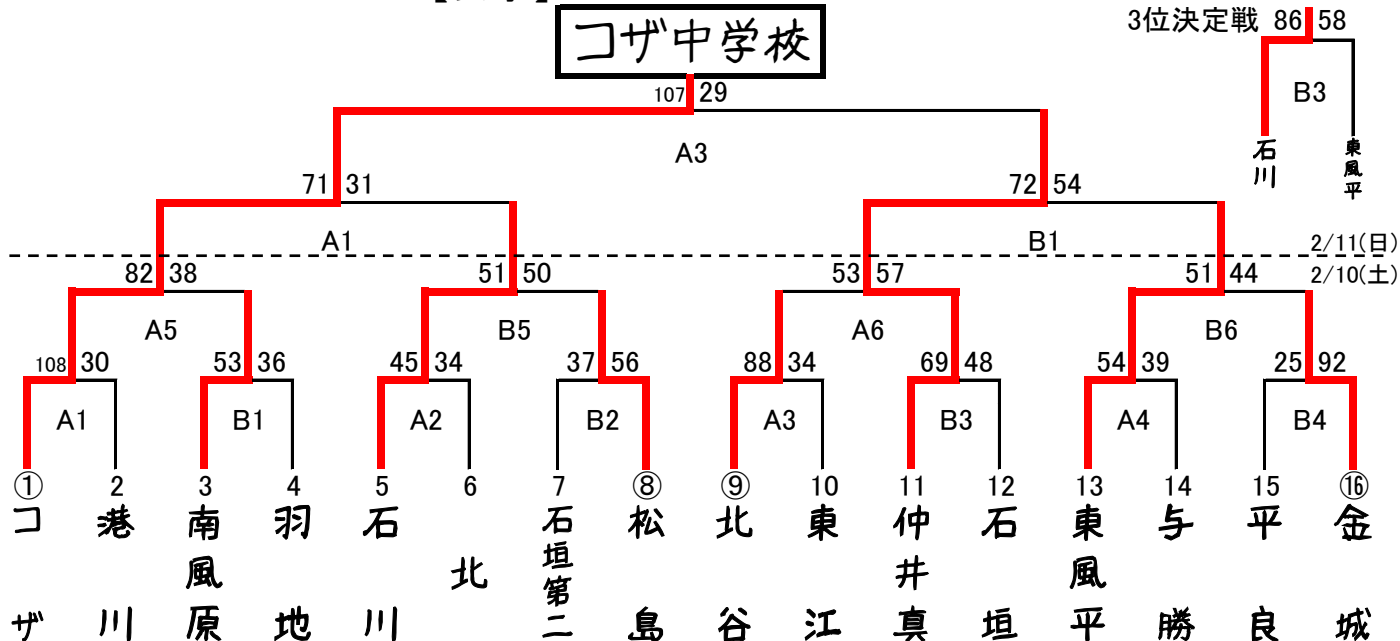 コザ中学校
3位決定戦 86 58
B3
石川 東風平
107 29
A3
71 31 72 54
A1 B1 2/11(日)
82 38 51 50 53 57 51 44 2/10(土)
A5 B5 A6 B6
108 30 53 36 45 34 37 56 88 34 69 48 54 39 25 92
A1 B1 A2 B2 A3 B3 A4 B4
① 2 3 4 5 6 7 ⑧ ⑨ 10 11 12 13 14 15 ⑯
コザ 港川 南風原 羽地 石川 北 石垣第二 松島 北谷 東江 仲井真 石垣 東風平 与勝 平良 金城